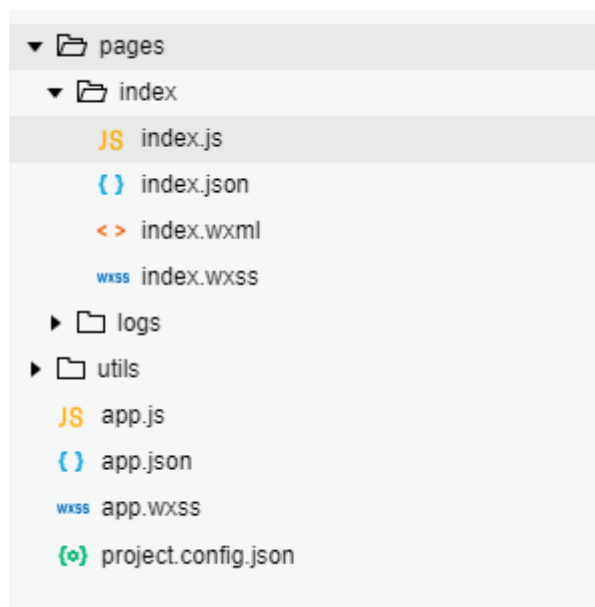 pages
index
JS index.js
{ } index.json
< > index.wxml
wxss index.wxss
logs
utils
JS app.js
{ } app.json
wxss app.wxss
{o} project.config.json